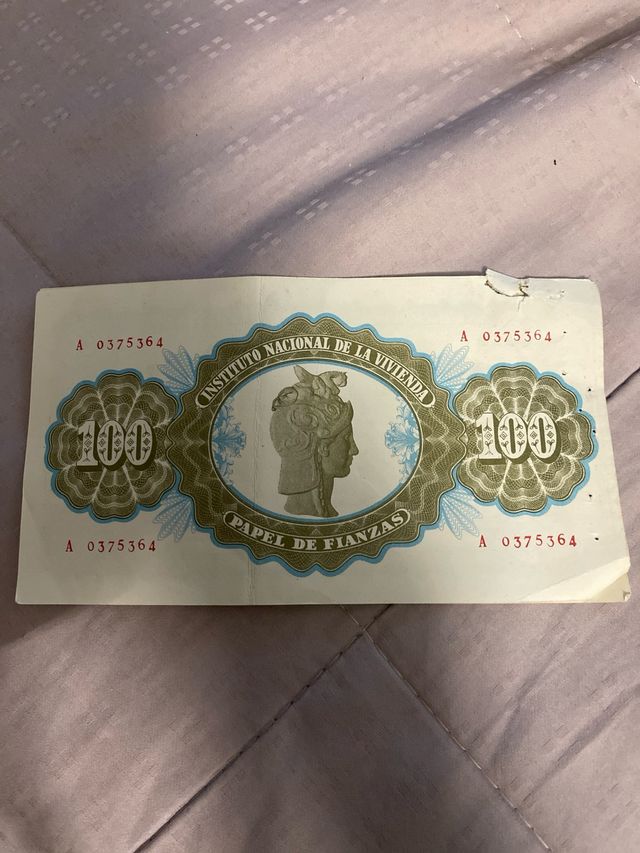 A 0375364
A 0375364
INSTITUTO NACIONAL DE LA VIVIENDA
100
100
PAPEL DE FIANZAS
A 0375364
A 0375364